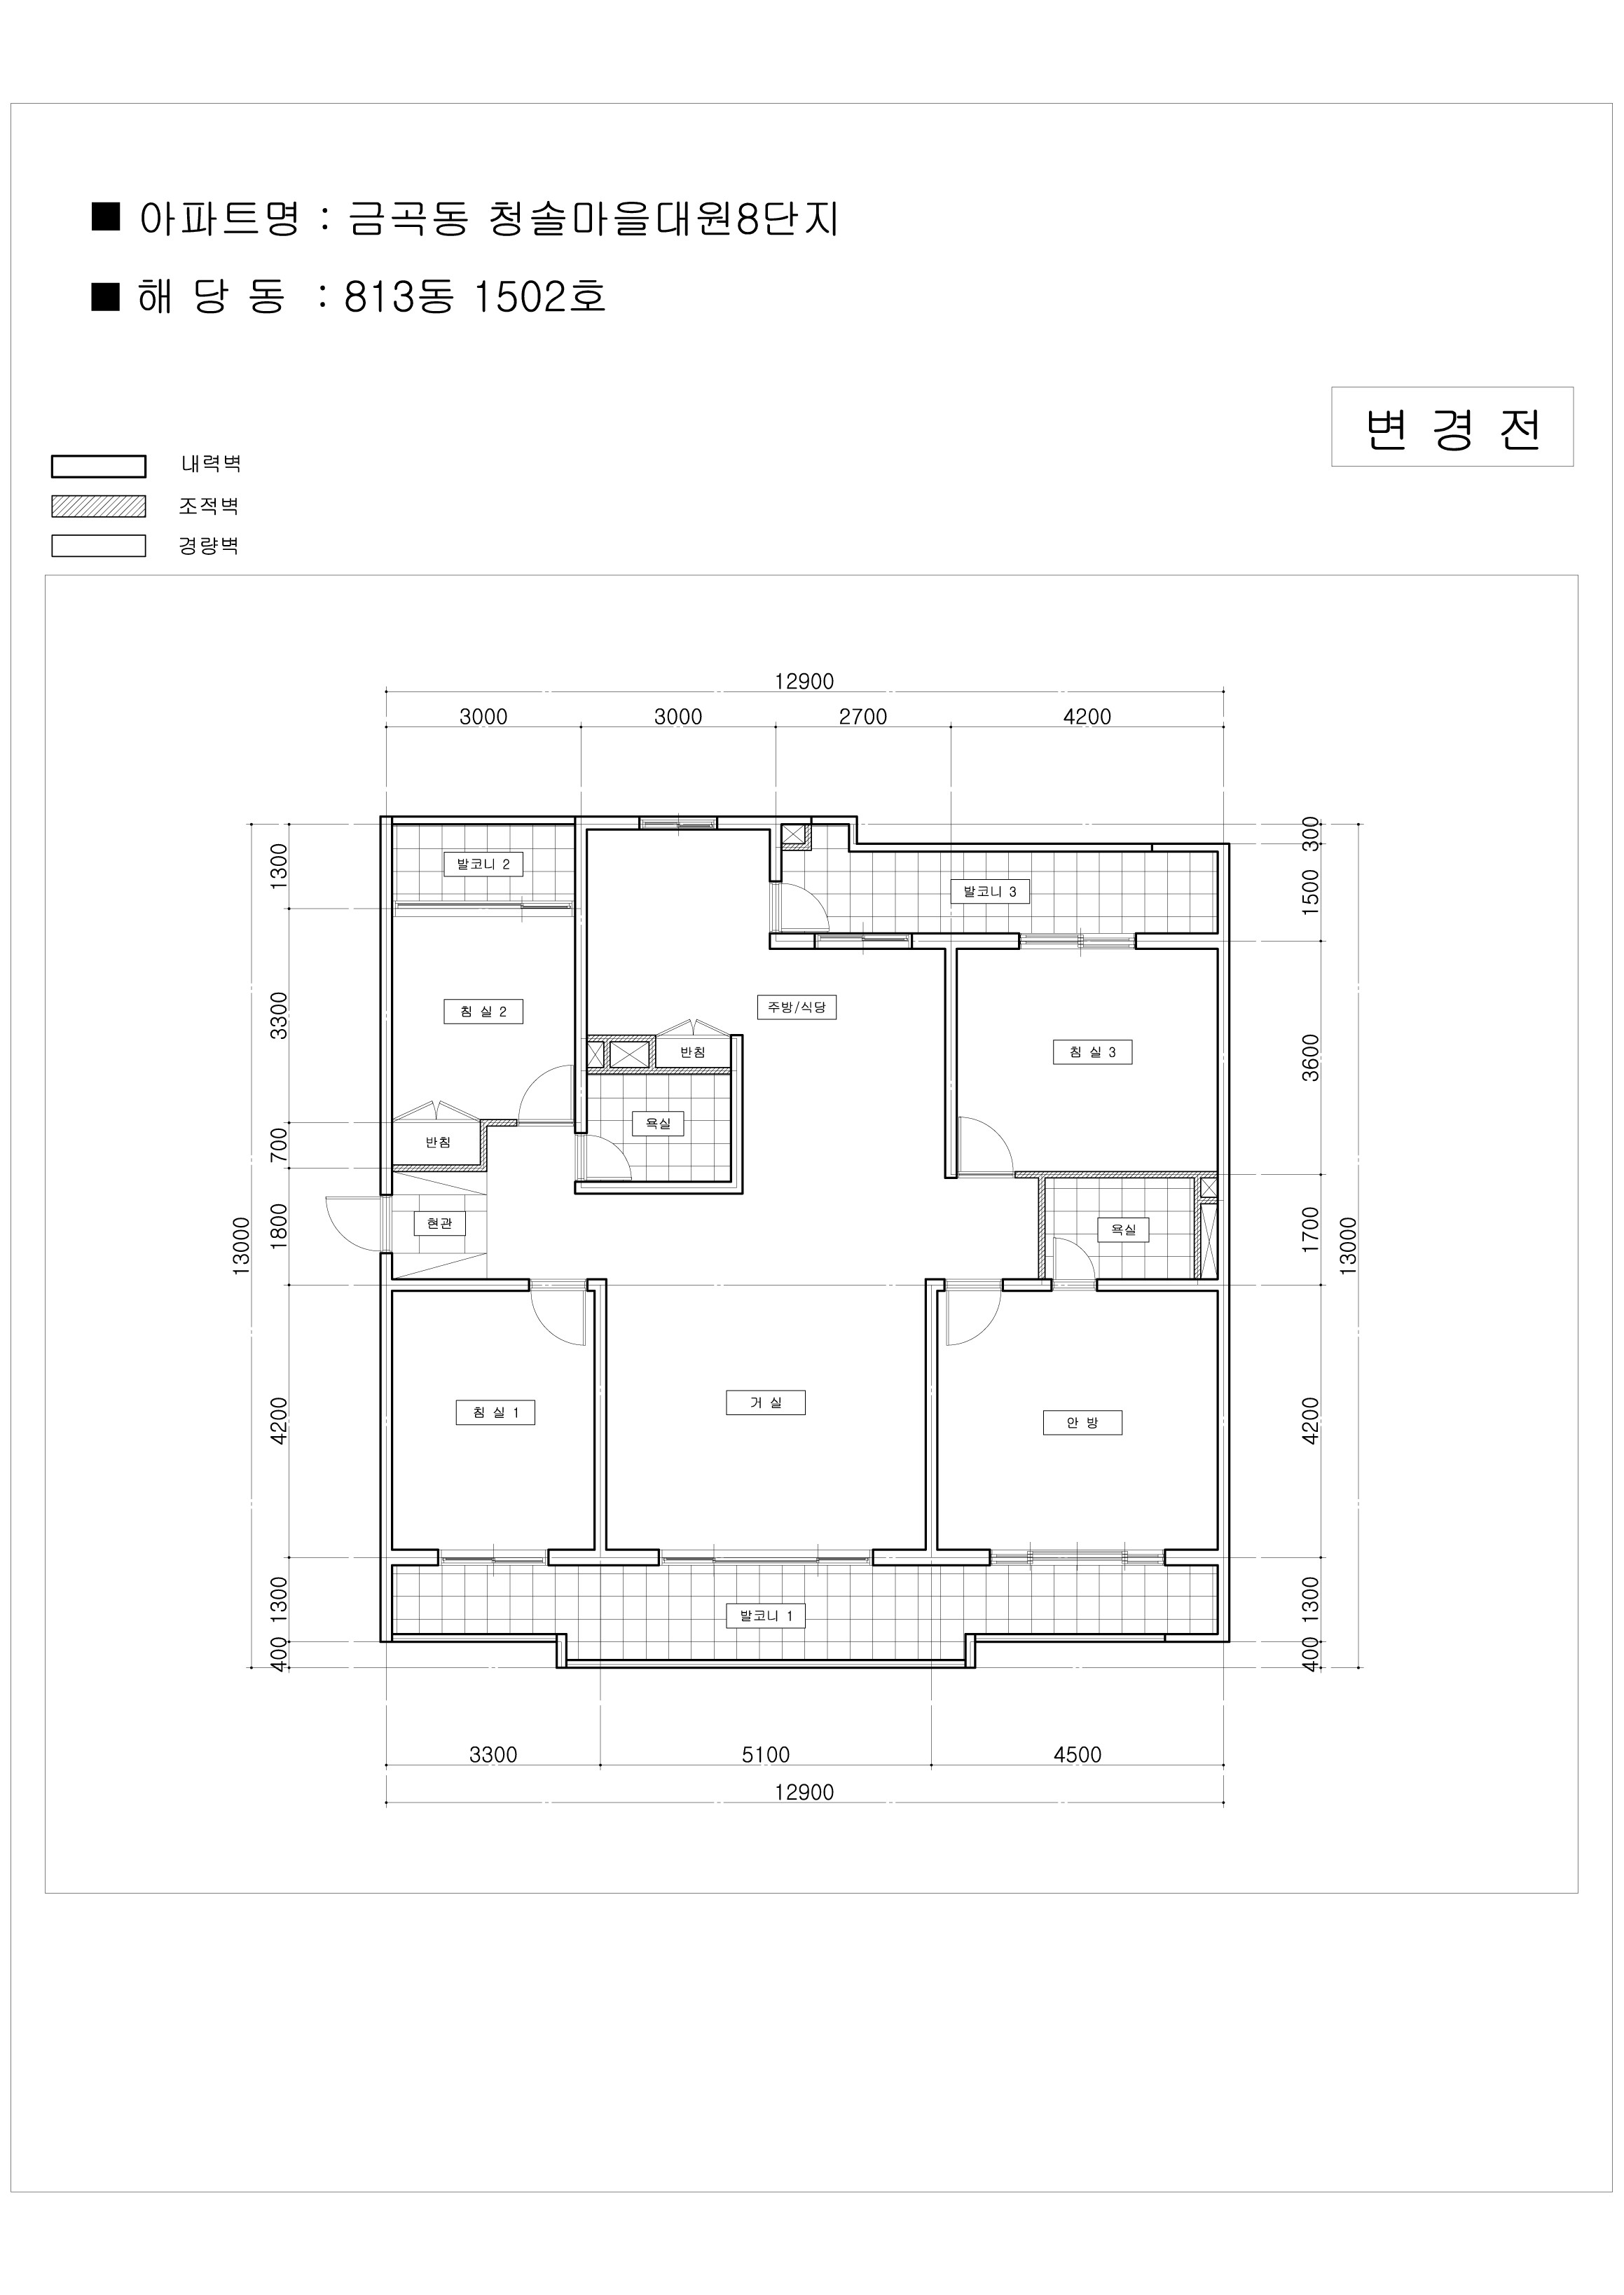 ■ 아파트명 : 금곡동 청솔마을대원8단지
■ 해 당 동 : 813동 1502호
변 경 전
내력벽
조적벽
경량벽
12900
3000 3000 2700 4200
발코니 2
발코니 3
침 실 2
주방/식당
침 실 3
반침
욕실
반침
현관
욕실
침 실 1
거 실
안 방
발코니 1
1300
3300
700
1800
4200
1300
400
13000
300
1500
3600
1700
4200
1300
400
13000
3300 5100 4500
12900